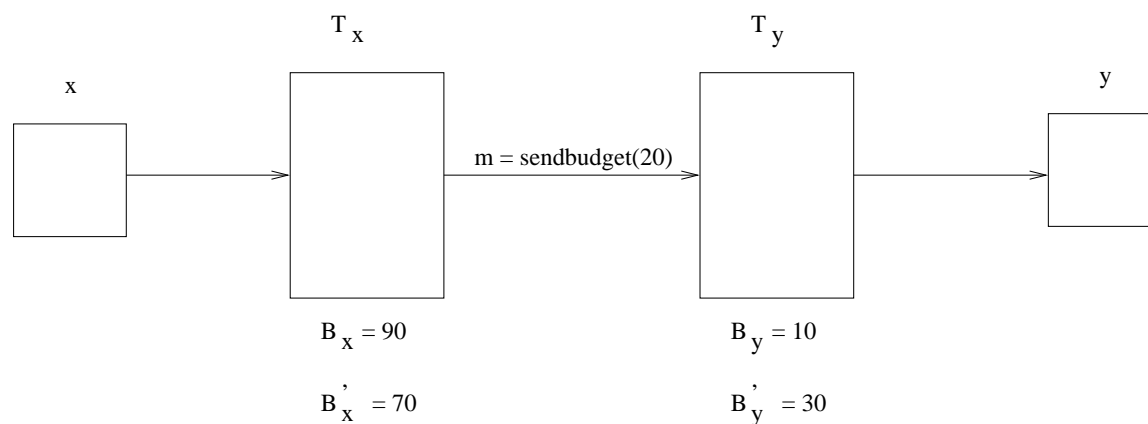 T x
T y
x
y
m = sendbudget(20)
B x = 90
B y = 10
B' x = 70
B' y = 30